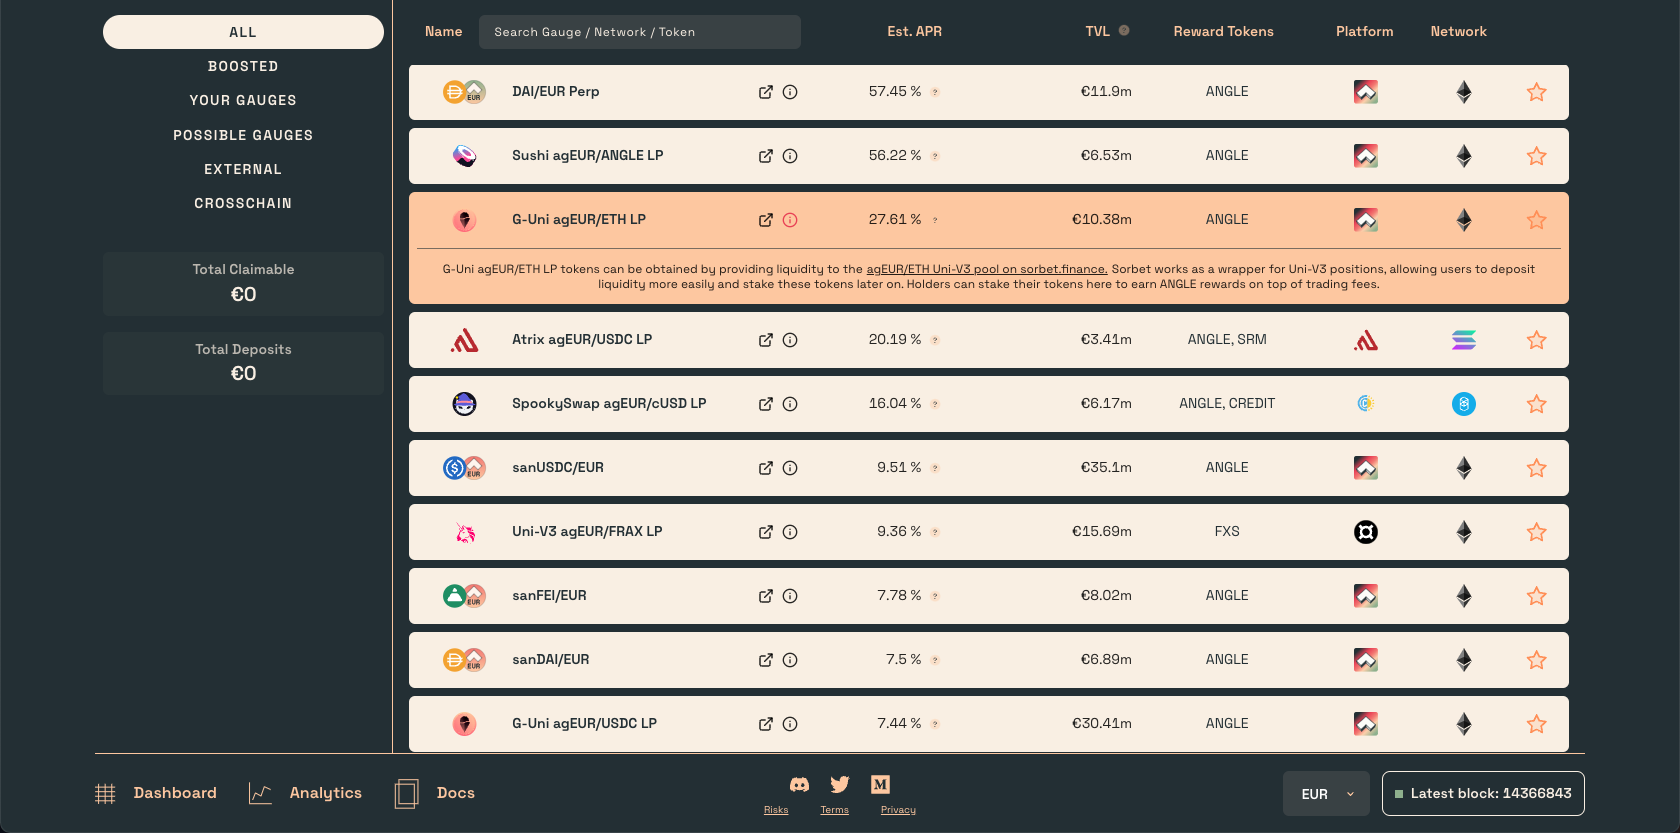 ALL
BOOSTED
YOUR GAUGES
POSSIBLE GAUGES
EXTERNAL
CROSSCHAIN
Total Claimable
€0
Total Deposits
€0
Name Search Gauge / Network / Token Est. APR TVL ? Reward Tokens Platform Network
DAI/EUR Perp 57.45 % ? €11.9m ANGLE
Sushi agEUR/ANGLE LP 56.22 % ? €6.53m ANGLE
G-Uni agEUR/ETH LP 27.61 % ? €10.38m ANGLE
G-Uni agEUR/ETH LP tokens can be obtained by providing liquidity to the agEUR/ETH Uni-V3 pool on sorbet.finance. Sorbet works as a wrapper for Uni-V3 positions, allowing users to deposit
liquidity more easily and stake these tokens later on. Holders can stake their tokens here to earn ANGLE rewards on top of trading fees.
Atrix agEUR/USDC LP 20.19 % ? €3.41m ANGLE, SRM
SpookySwap agEUR/cUSD LP 16.04 % ? €6.17m ANGLE, CREDIT
EUR sanUSDC/EUR 9.51 % ? €35.1m ANGLE
Uni-V3 agEUR/FRAX LP 9.36 % ? €15.69m FXS
EUR sanFEI/EUR 7.78 % ? €8.02m ANGLE
EUR sanDAI/EUR 7.5 % ? €6.89m ANGLE
G-Uni agEUR/USDC LP 7.44 % ? €30.41m ANGLE
Dashboard Analytics Docs
Risks Terms Privacy
EUR
Latest block: 14366843